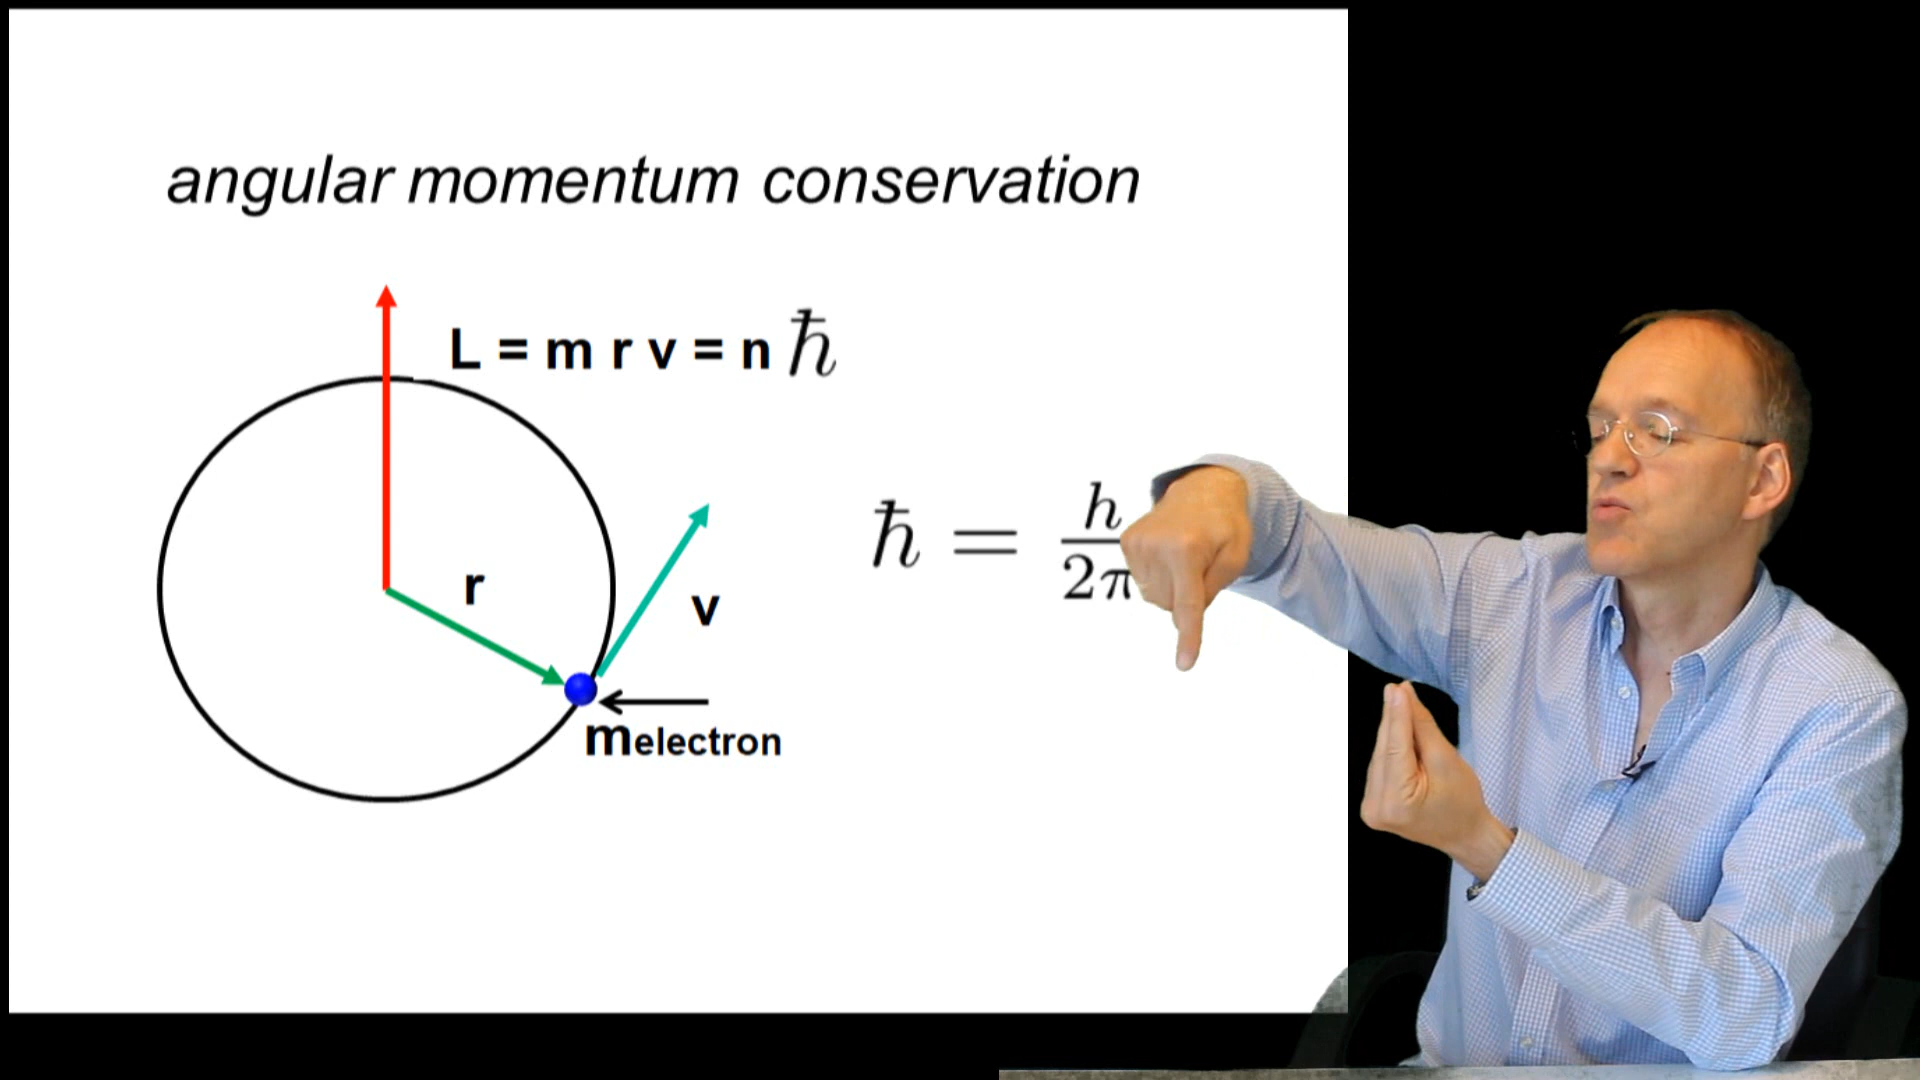 angular momentum conservation
L = m r v = n ℏ
ℏ = h/2π
r
v
melectron